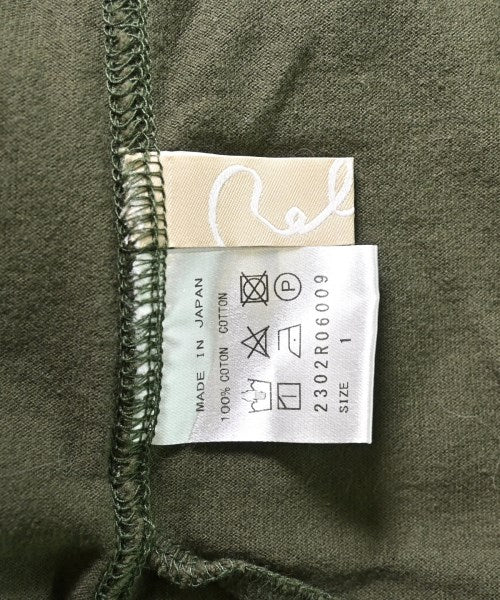 MADE IN JAPAN
100% COTON COTTON
P
2302R06009
SIZE 1